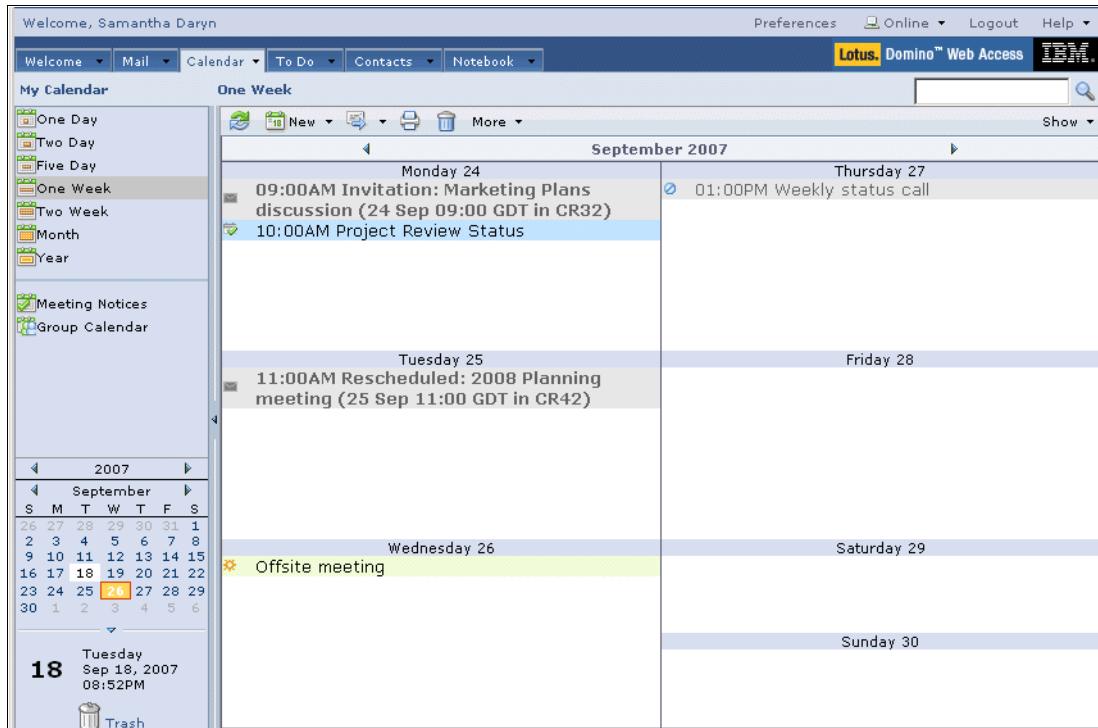 Welcome, Samantha Daryn
Preferences Online Logout Help
Welcome Mail Calendar To Do Contacts Notebook
Lotus. Domino™ Web Access IBM.
My Calendar
One Week
One Day
Two Day
Five Day
One Week
Two Week
Month
Year
Meeting Notices
Group Calendar
18 New More Show
September 2007
Monday 24
09:00AM Invitation: Marketing Plans
discussion (24 Sep 09:00 GDT in CR32)
10:00AM Project Review Status
Thursday 27
01:00PM Weekly status call
Tuesday 25
11:00AM Rescheduled: 2008 Planning
meeting (25 Sep 11:00 GDT in CR42)
Friday 28
Wednesday 26
Offsite meeting
Saturday 29
Sunday 30
2007
September
S M T W T F S
26 27 28 29 30 31 1
2 3 4 5 6 7 8
9 10 11 12 13 14 15
16 17 18 19 20 21 22
23 24 25 26 27 28 29
30 1 2 3 4 5 6
18
Tuesday
Sep 18, 2007
08:52PM
Trash